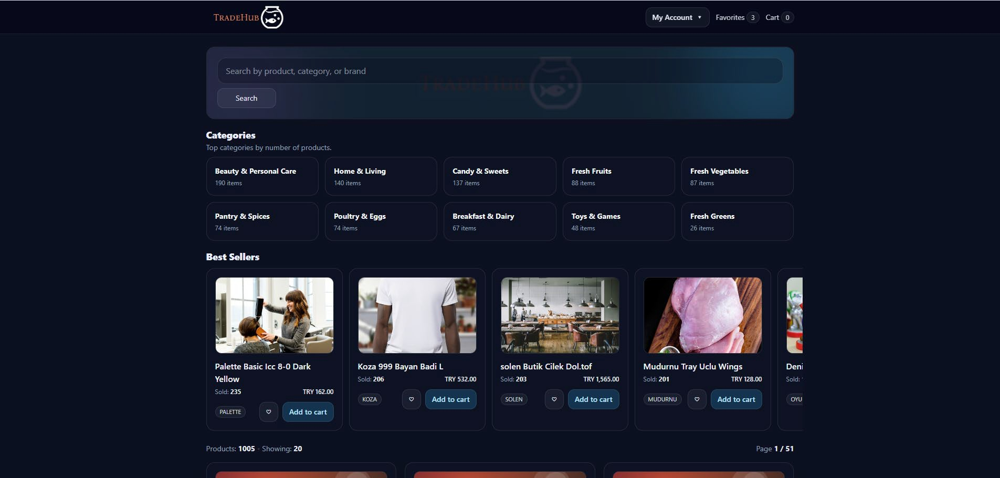 TradeHub
My Account ▼ Favorites 3 Cart 0
Search by product, category, or brand
TradeHub
Search
Categories
Top categories by number of products.
Beauty & Personal Care
190 items
Home & Living
140 items
Candy & Sweets
137 items
Fresh Fruits
88 items
Fresh Vegetables
87 items
Pantry & Spices
74 items
Poultry & Eggs
74 items
Breakfast & Dairy
67 items
Toys & Games
48 items
Fresh Greens
26 items
Best Sellers
Palette Basic Icc 8-0 Dark
Yellow
Sold: 235 TRY 162.00
PALETTE ♡ Add to cart
Koza 999 Bayan Badi L
Sold: 206 TRY 532.00
KOZA ♡ Add to cart
solen Butik Cilek Dol.tof
Sold: 203 TRY 1,565.00
SOLEN ♡ Add to cart
Mudurnu Tray Uclu Wings
Sold: 201 TRY 128.00
MUDURNU ♡ Add to cart
Deni
Sold:
OYU
Products: 1005 • Showing: 20
Page 1 / 51